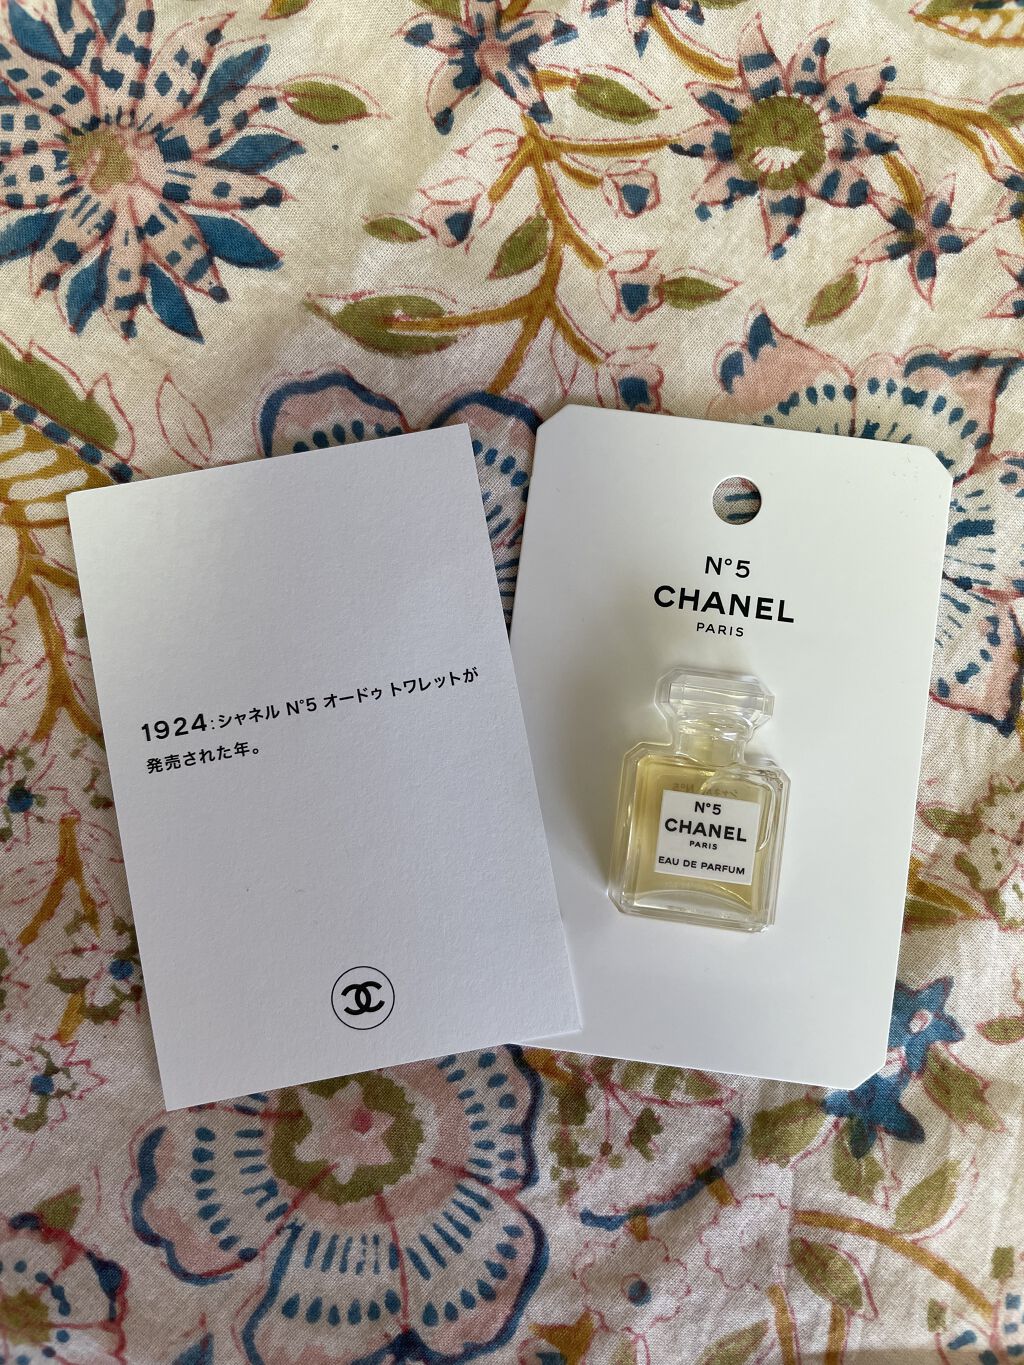 1924:シャネル N°5 オードゥ トワレットが
発売された年。
N°5
CHANEL
PARIS
N°5
CHANEL
PARIS
EAU DE PARFUM